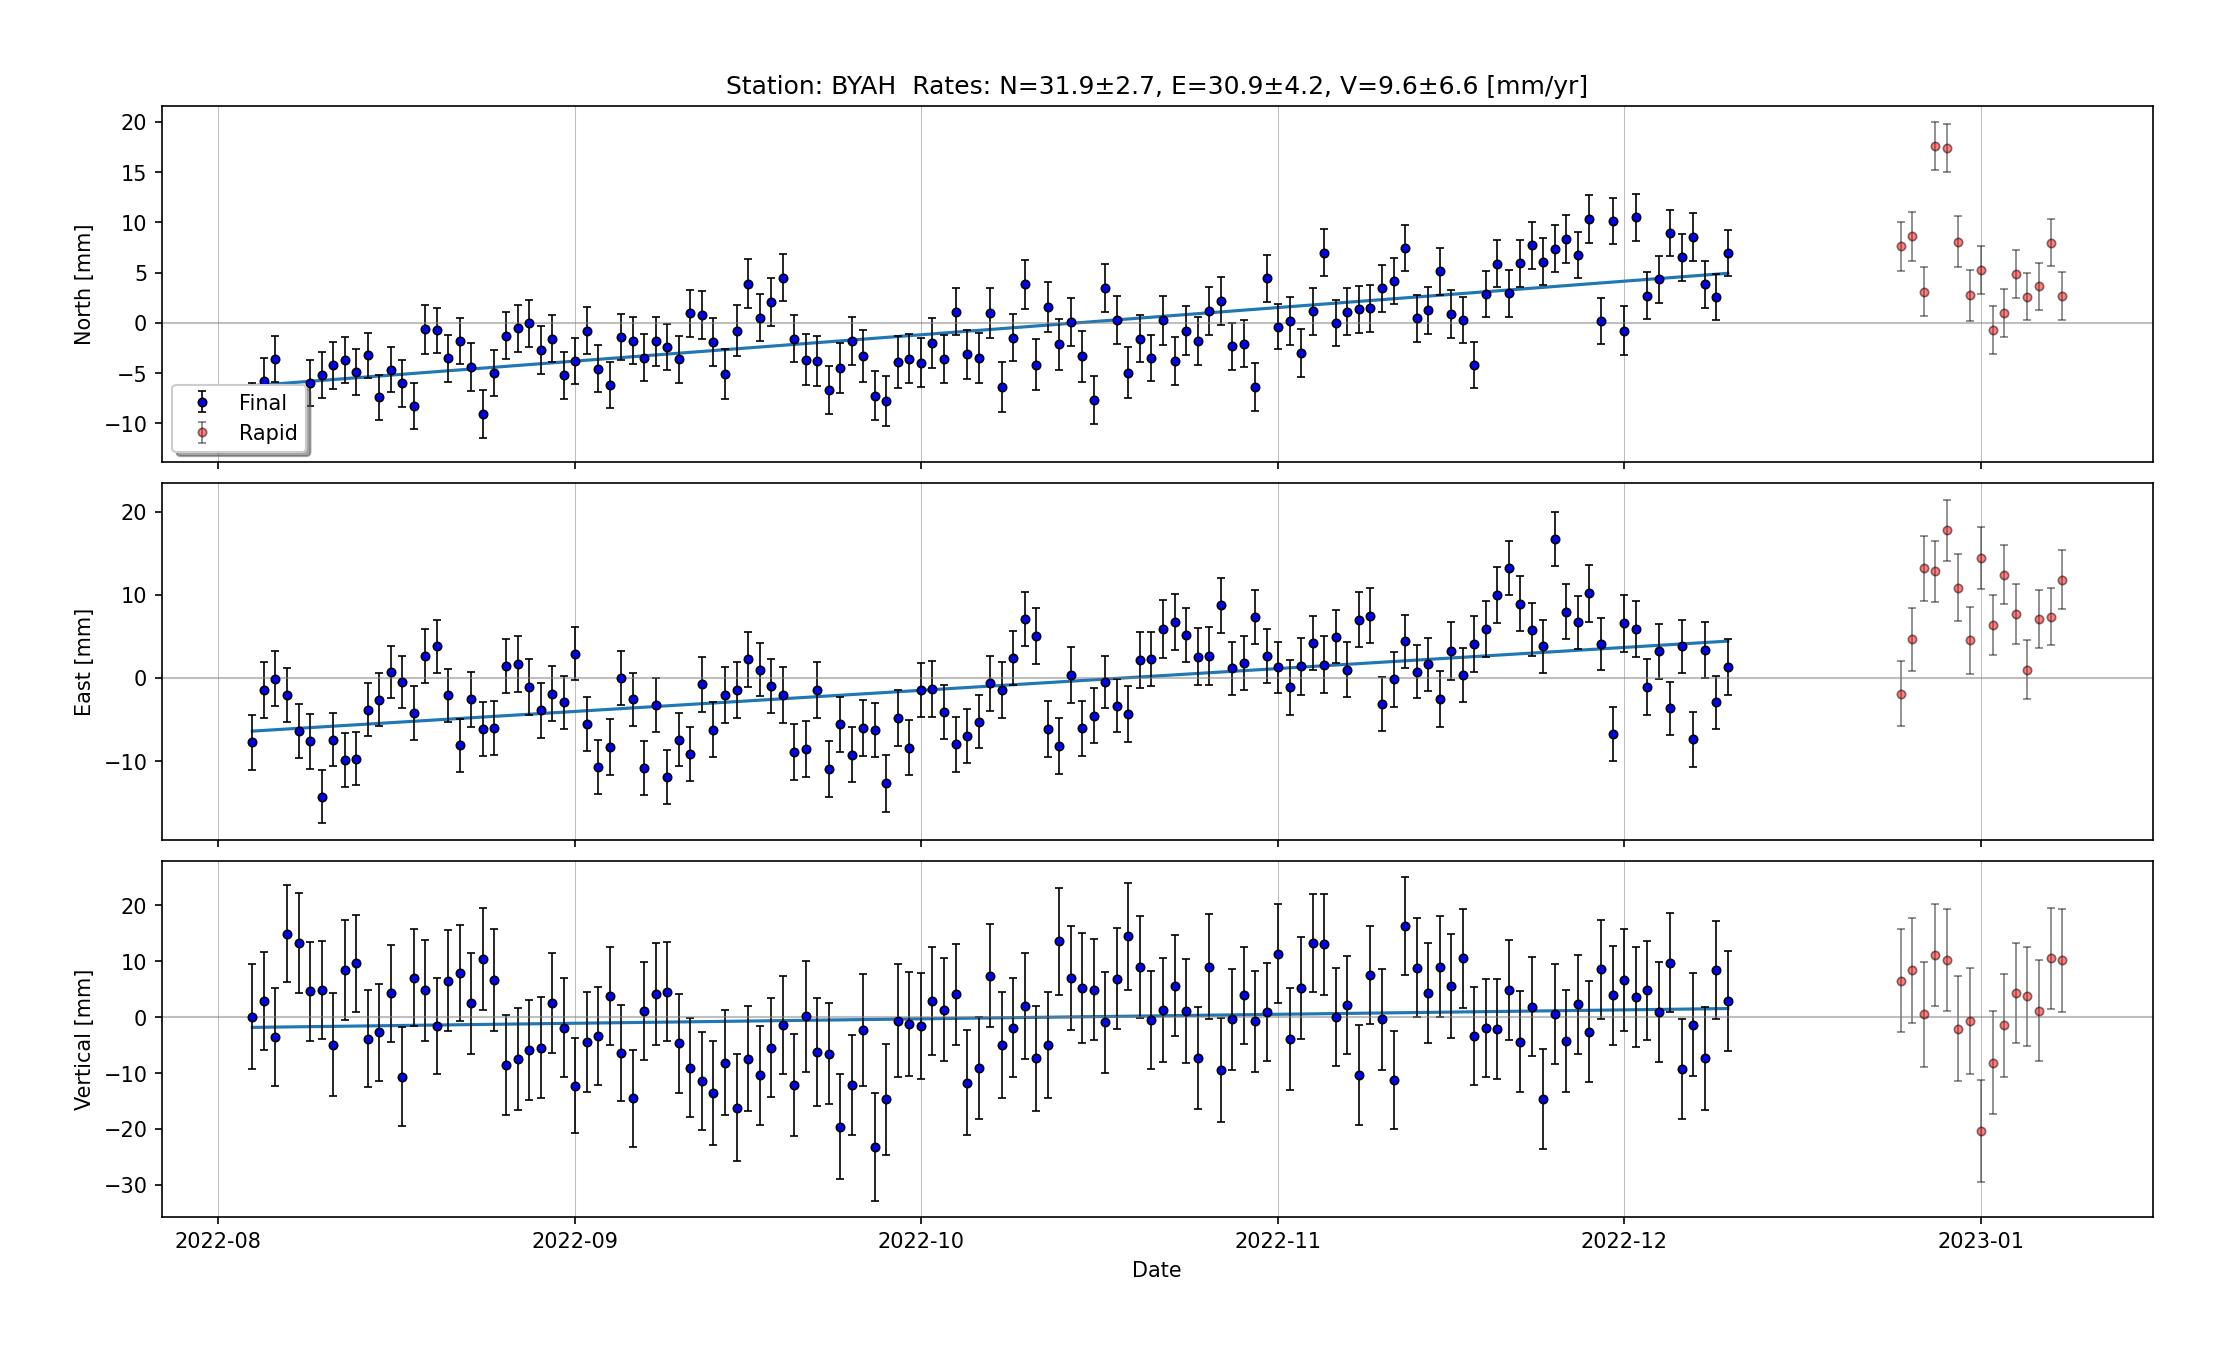 Station: BYAH  Rates: N=31.9±2.7, E=30.9±4.2, V=9.6±6.6 [mm/yr]
20
15
10
5
0
−5
−10
North [mm]
Final
Rapid
20
10
0
−10
East [mm]
20
10
0
−10
−20
−30
Vertical [mm]
2022-08 2022-09 2022-10 2022-11 2022-12 2023-01
Date